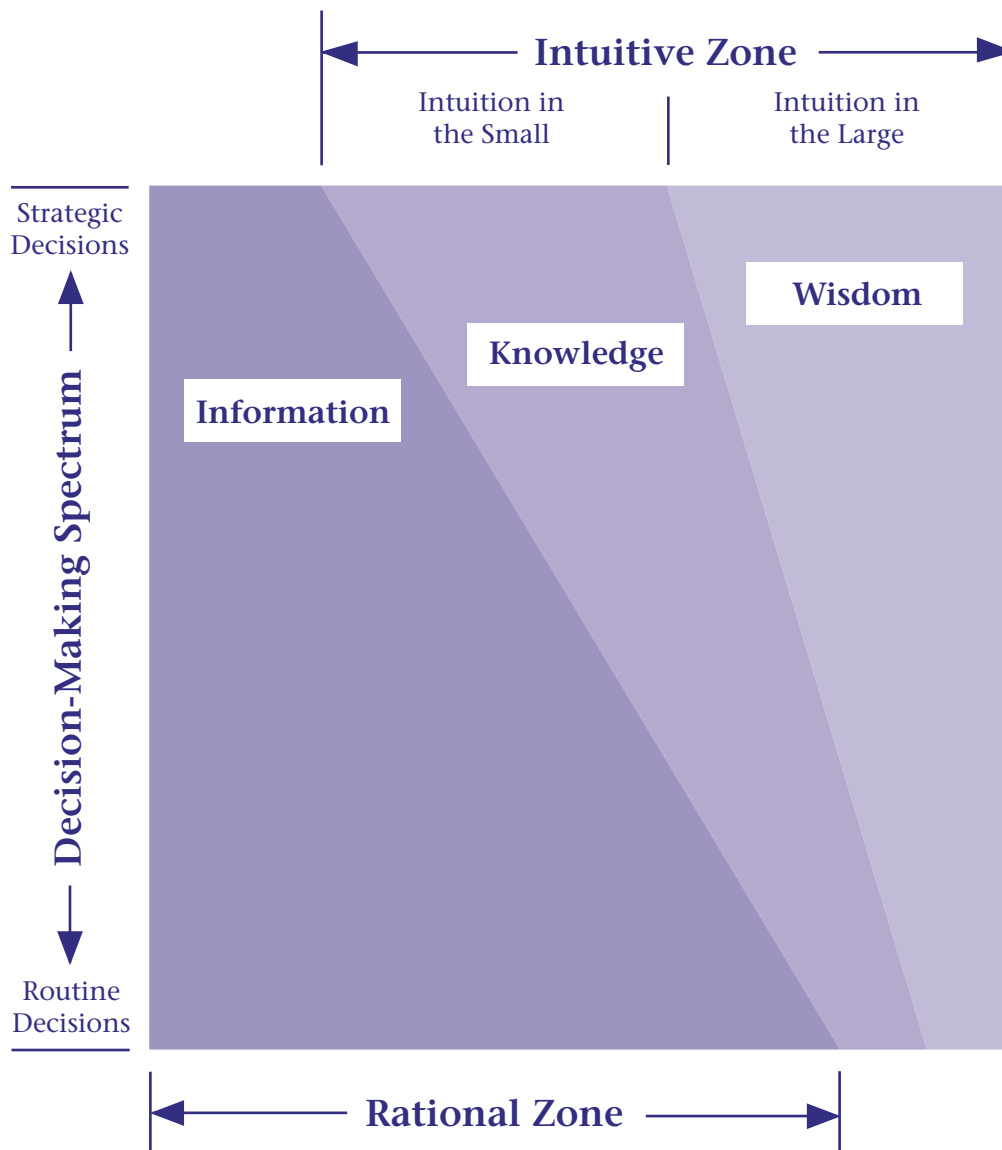 Intuitive Zone
Intuition in
the Small
Intuition in
the Large
Strategic
Decisions
Wisdom
Knowledge
Information
Decision-Making Spectrum
Routine
Decisions
Rational Zone